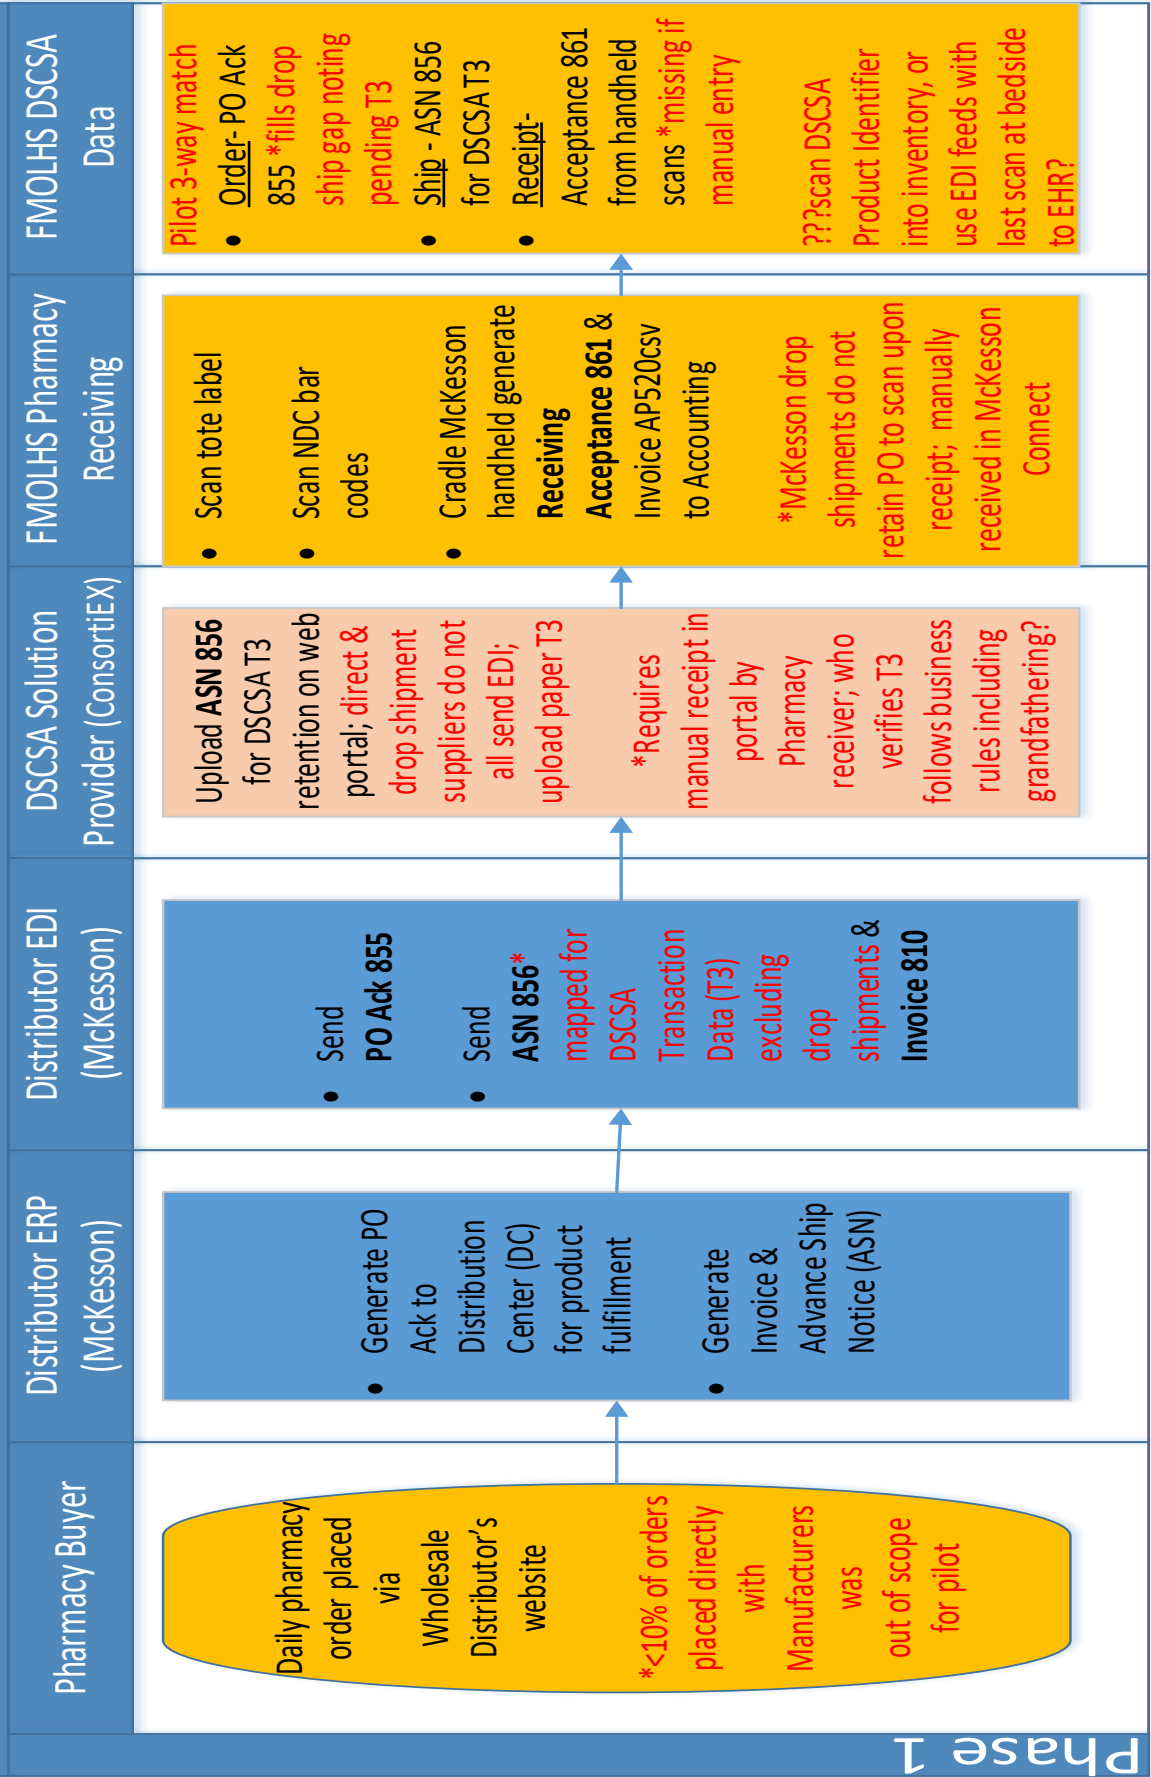 Phase 1
Pharmacy Buyer
Daily pharmacy
order placed
via
Wholesale
Distributor's
website
*<10% of orders
placed directly
with
Manufacturers
was
out of scope
for pilot
Distributor ERP
(McKesson)
• Generate PO
Ack to
Distribution
Center (DC)
for product
fulfillment
• Generate
Invoice &
Advance Ship
Notice (ASN)
Distributor EDI
(McKesson)
• Send
PO Ack 855
• Send
ASN 856*
mapped for
DSCSA
Transaction
Data (T3)
excluding
drop
shipments &
Invoice 810
DSCSA Solution
Provider (ConsortiEX)
Upload ASN 856
for DSCSA T3
retention on web
portal; direct &
drop shipment
suppliers do not
all send EDI;
upload paper T3
*Requires
manual receipt in
portal by
Pharmacy
receiver; who
verifies T3
follows business
rules including
grandfathering?
FMOLHS Pharmacy
Receiving
• Scan tote label
• Scan NDC bar
codes
• Cradle McKesson
handheld generate
Receiving
Acceptance 861 &
Invoice AP520csv
to Accounting
*McKesson drop
shipments do not
retain PO to scan upon
receipt; manually
received in McKesson
Connect
FMOLHS DSCSA
Data
Pilot 3-way match
• Order- PO Ack
855 *fills drop
ship gap noting
pending T3
• Ship - ASN 856
for DSCSA T3
• Receipt-
Acceptance 861
from handheld
scans *missing if
manual entry
???scan DSCSA
Product Identifier
into inventory, or
use EDI feeds with
last scan at bedside
to EHR?